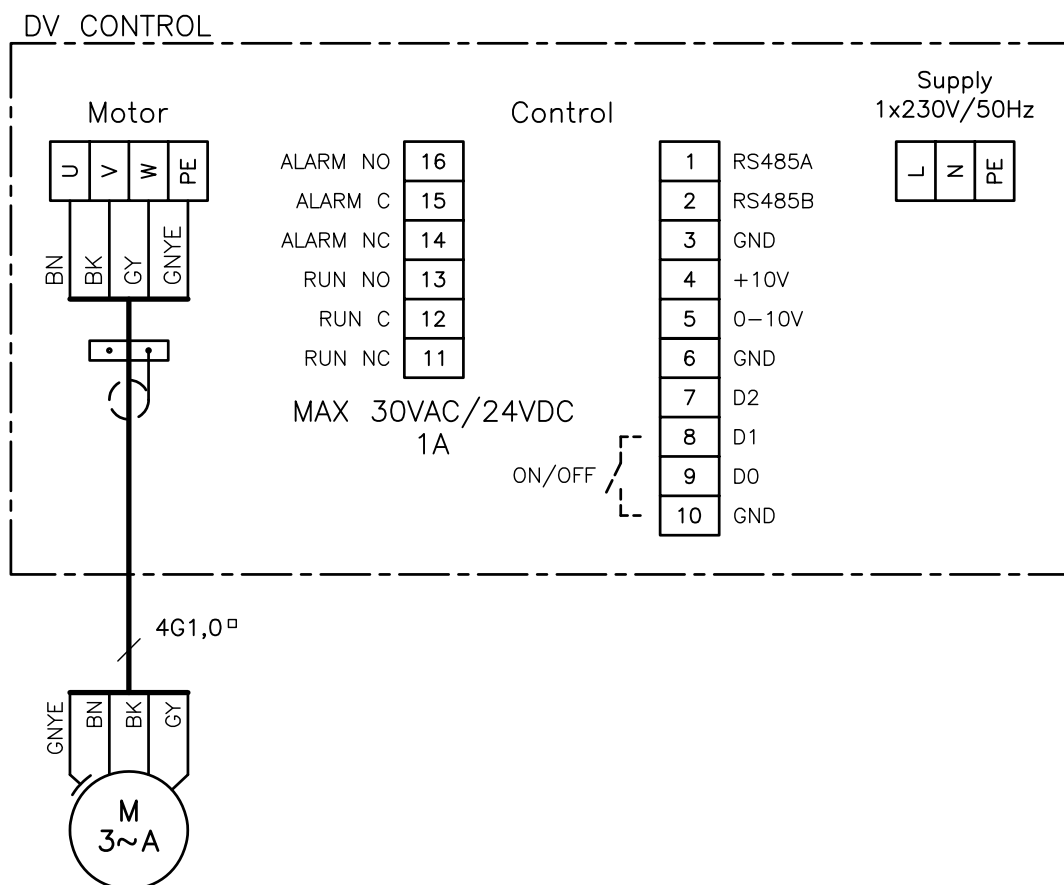 DV CONTROL
Motor
Control
Supply
1x230V/50Hz
U V W PE
BN BK GY GNYE
ALARM NO 16
ALARM C 15
ALARM NC 14
RUN NO 13
RUN C 12
RUN NC 11
MAX 30VAC/24VDC
1A
1 RS485A
2 RS485B
3 GND
4 +10V
5 0-10V
6 GND
7 D2
8 D1
9 D0
10 GND
ON/OFF
L N PE
4G1,0▫
GNYE BN BK GY
M
3~A